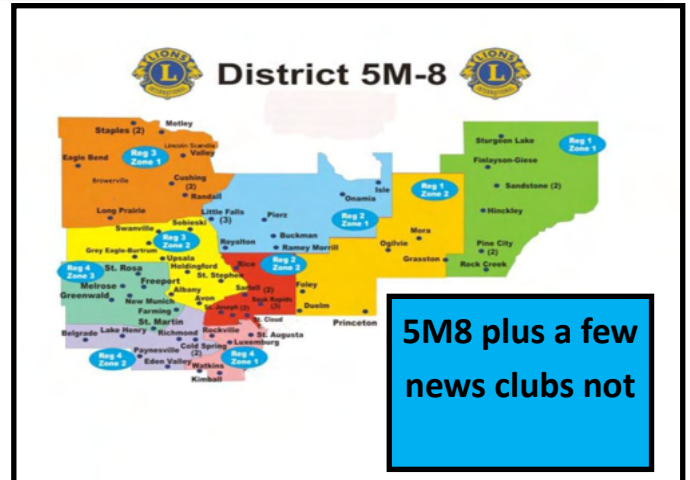 LIONS
L
INTERNATIONAL
District 5M-8
LIONS
L
INTERNATIONAL
Motley
Staples (2)
Lincoln Scandia
Valley
Reg 3
Zone 1
Eagle Bend
Browerville
Cushing
(2)
Randall
Long Prairie
Sturgeon Lake
Reg 1
Zone 1
Finlayson-Giese
Sandstone (2)
Hinckley
Pine City
(2)
Rock Creek
Isle
Onamia
Reg 1
Zone 2
Little Falls
(3)
Pierz
Reg 2
Zone 1
Buckman
Ramey Morrill
Royalton
Mora
Ogilvie
Grasston
Swanville
Sobieski
Reg 3
Zone 2
Grey Eagle-Burtrum
Upsala
Holdingford
St. Stephen
Albany
Avon
Reg 2
Zone 2
Rice
Sartell (2)
Sauk Rapids
(3)
Joseph (2)
St. Cloud
Foley
Duelm
Princeton
Reg 4
Zone 3
St. Rosa
Melrose
Freeport
Greenwald
New Munich
Farming
St. Martin
Lake Henry
Richmond
Belgrade
Paynesville
Cold Spring
(2)
Eden Valley
Reg 4
Zone 2
Rockville
St. Augusta
Luxemburg
Reg 4
Zone 1
Watkins
Kimball
5M8 plus a few
news clubs not